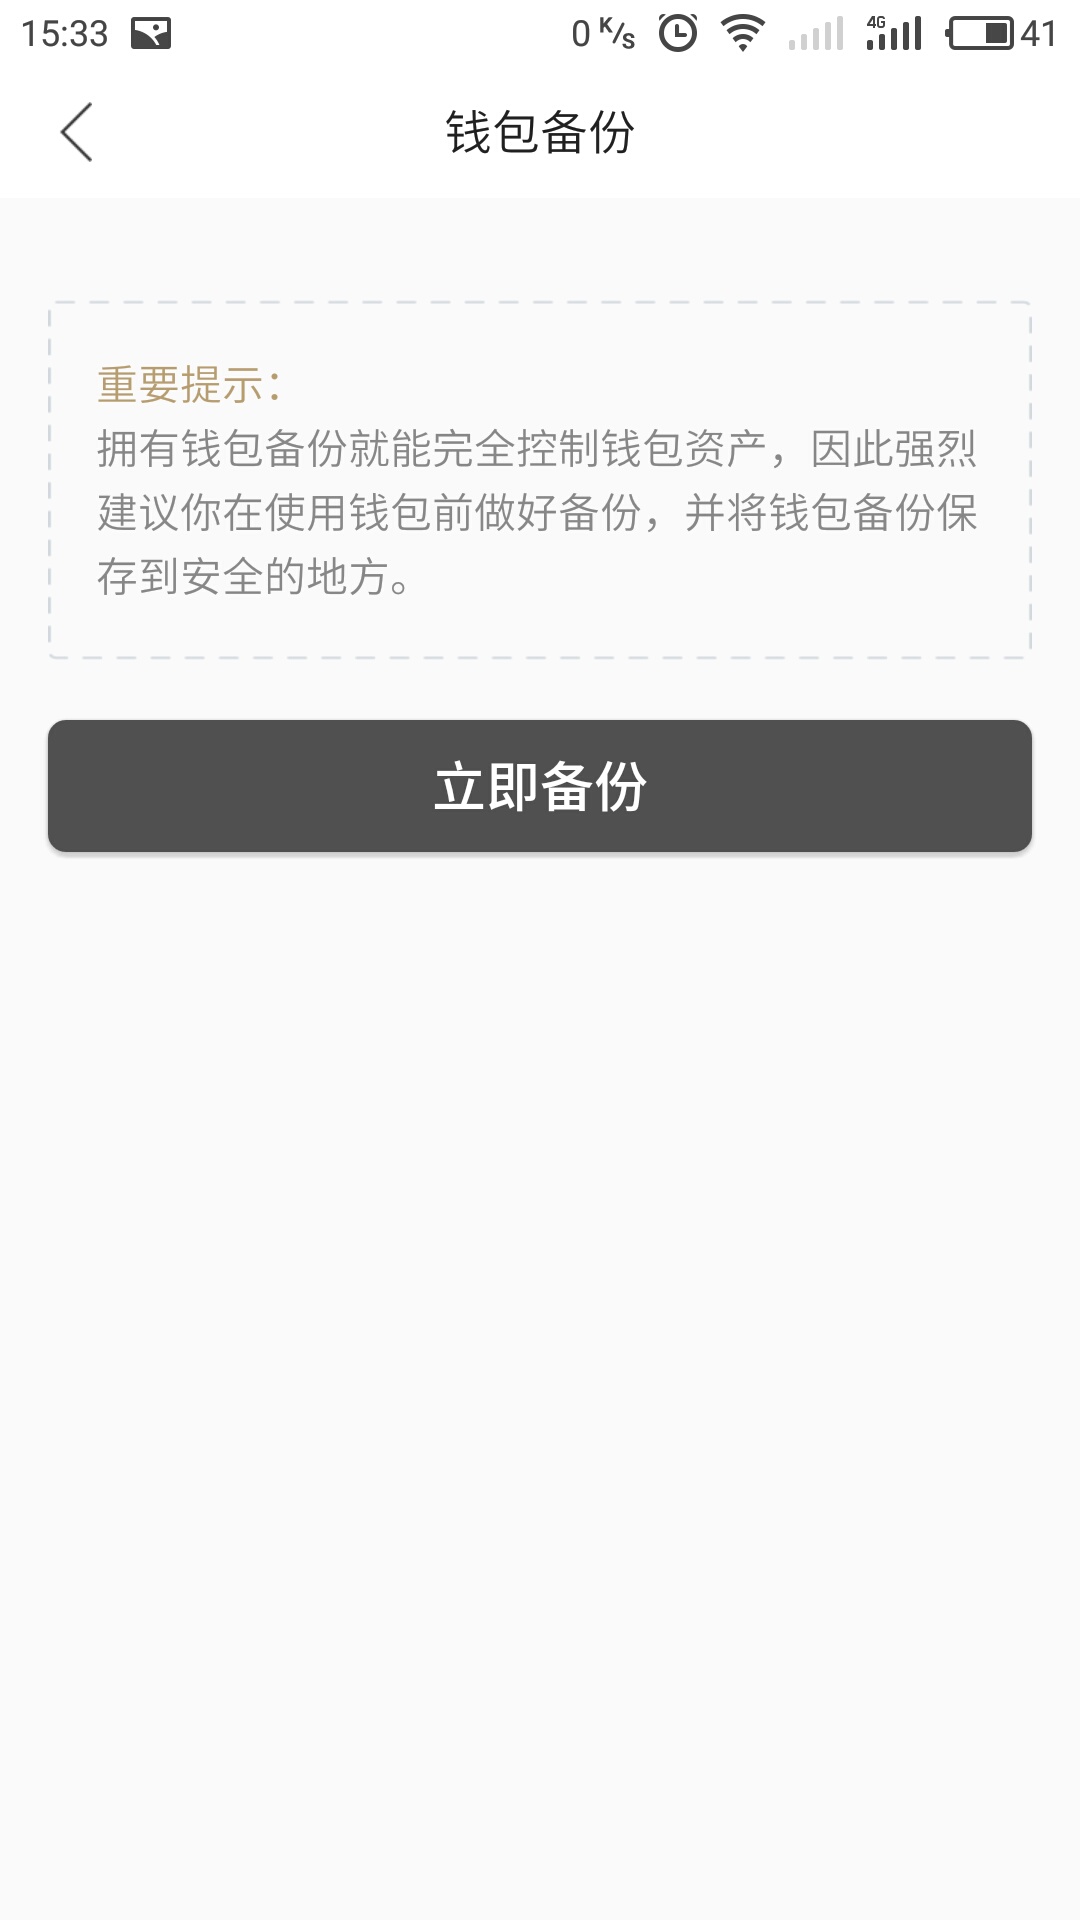 15:33 0 K/s 4G 41
钱包备份
重要提示：
拥有钱包备份就能完全控制钱包资产，因此强烈
建议你在使用钱包前做好备份，并将钱包备份保
存到安全的地方。
立即备份